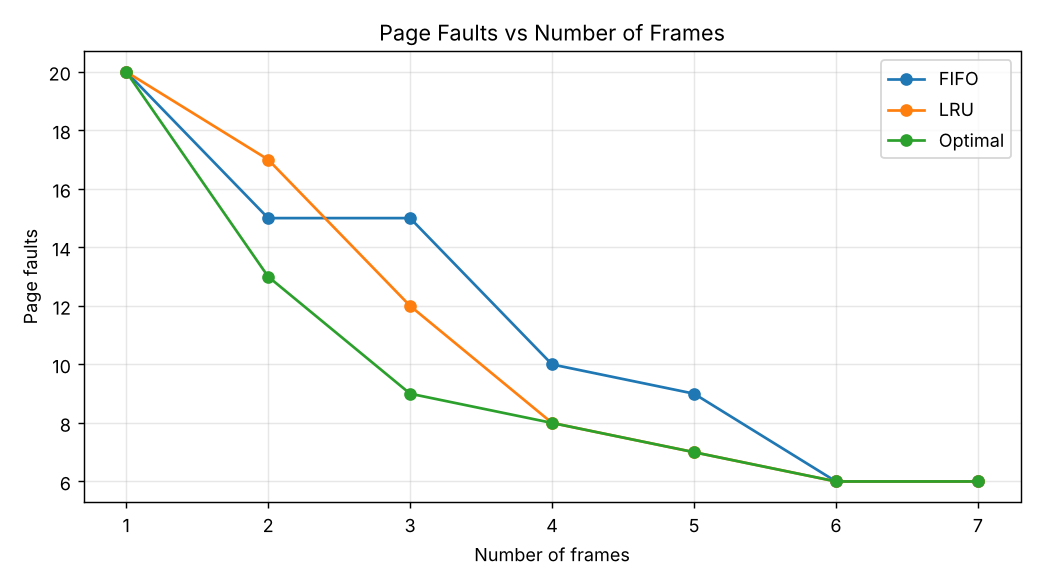 Page Faults vs Number of Frames
FIFO
LRU
Optimal
Page faults
20
18
16
14
12
10
8
6
1 2 3 4 5 6 7
Number of frames